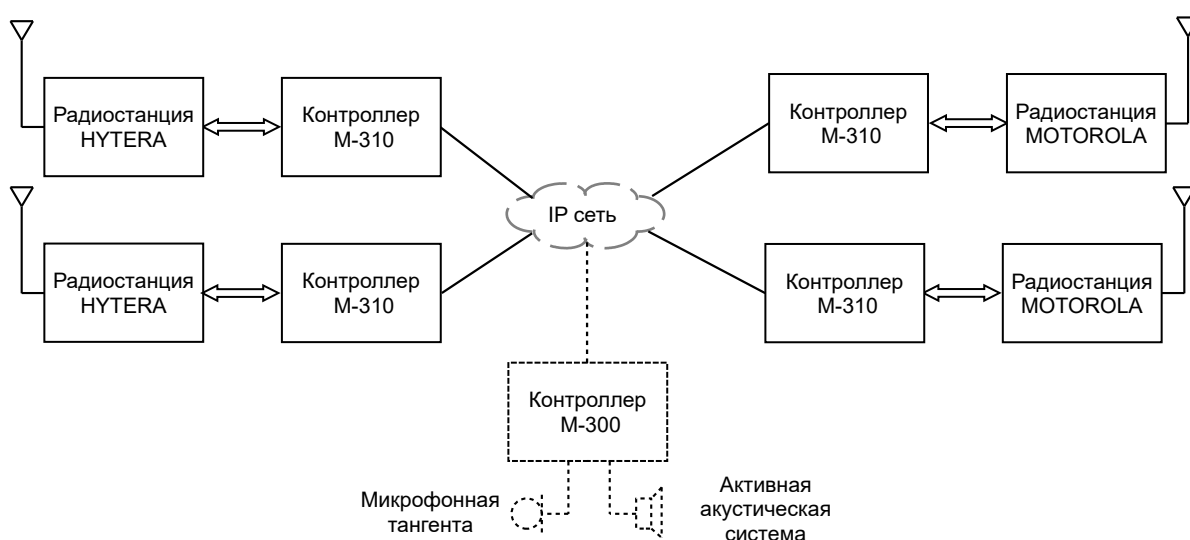 Радиостанция
HYTERA
Контроллер
М-310
Контроллер
М-310
Радиостанция
MOTOROLA
IP сеть
Радиостанция
HYTERA
Контроллер
М-310
Контроллер
М-310
Радиостанция
MOTOROLA
Контроллер
М-300
Микрофонная
тангента
Активная
акустическая
система